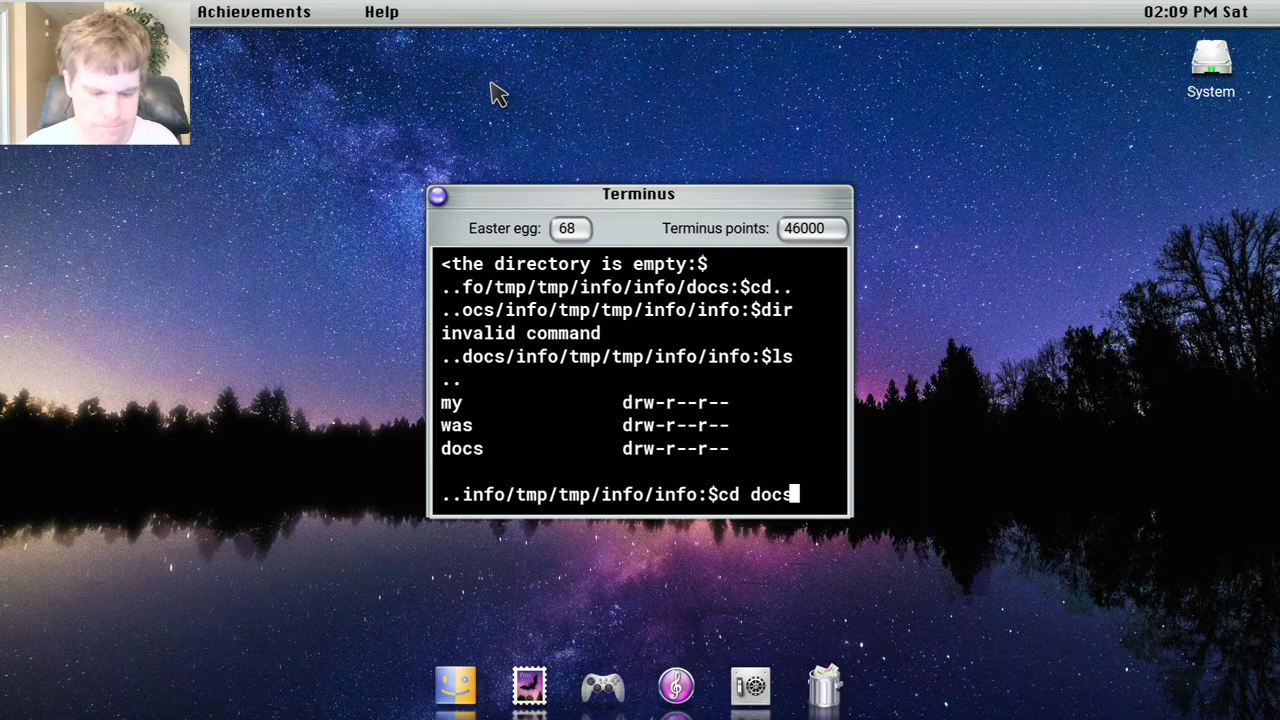 Achievements Help 02:09 PM Sat
System
Terminus
Easter egg: 68 Terminus points: 46000
<the directory is empty:$
..fo/tmp/tmp/info/info/docs:$cd..
..ocs/info/tmp/tmp/info/info:$dir
invalid command
..docs/info/tmp/tmp/info/info:$ls
..
my drw-r--r--
was drw-r--r--
docs drw-r--r--
..info/tmp/tmp/info/info:$cd docs